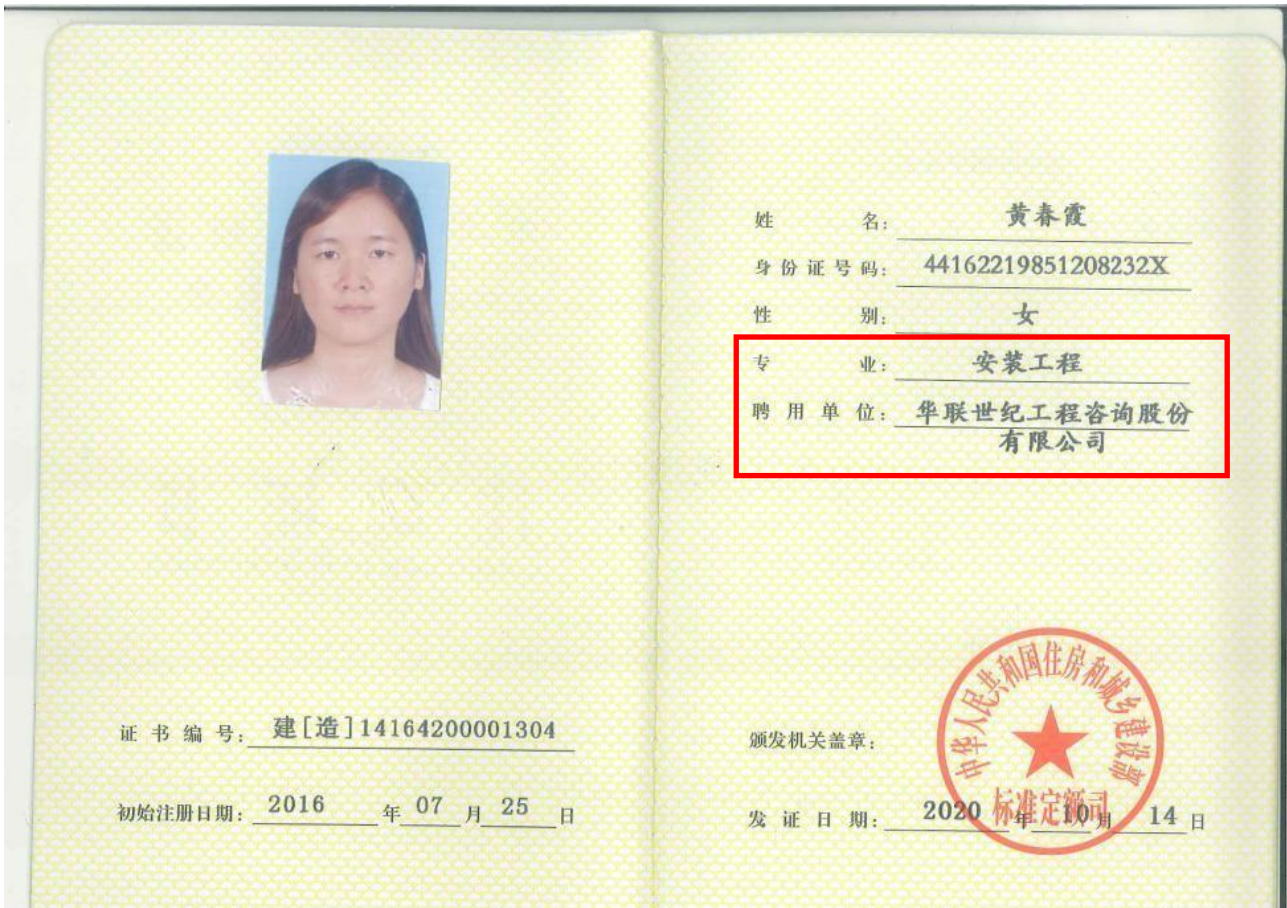 姓名：黄春霞
身份证号码：44162219851208232X
性别：女
专业：安装工程
聘用单位：华联世纪工程咨询股份
有限公司
证书编号：建[造]14164200001304
初始注册日期：2016年07月25日
颁发机关盖章：
中华人民共和国住房和城乡建设部
标准定额司
发证日期：2020年10月14日